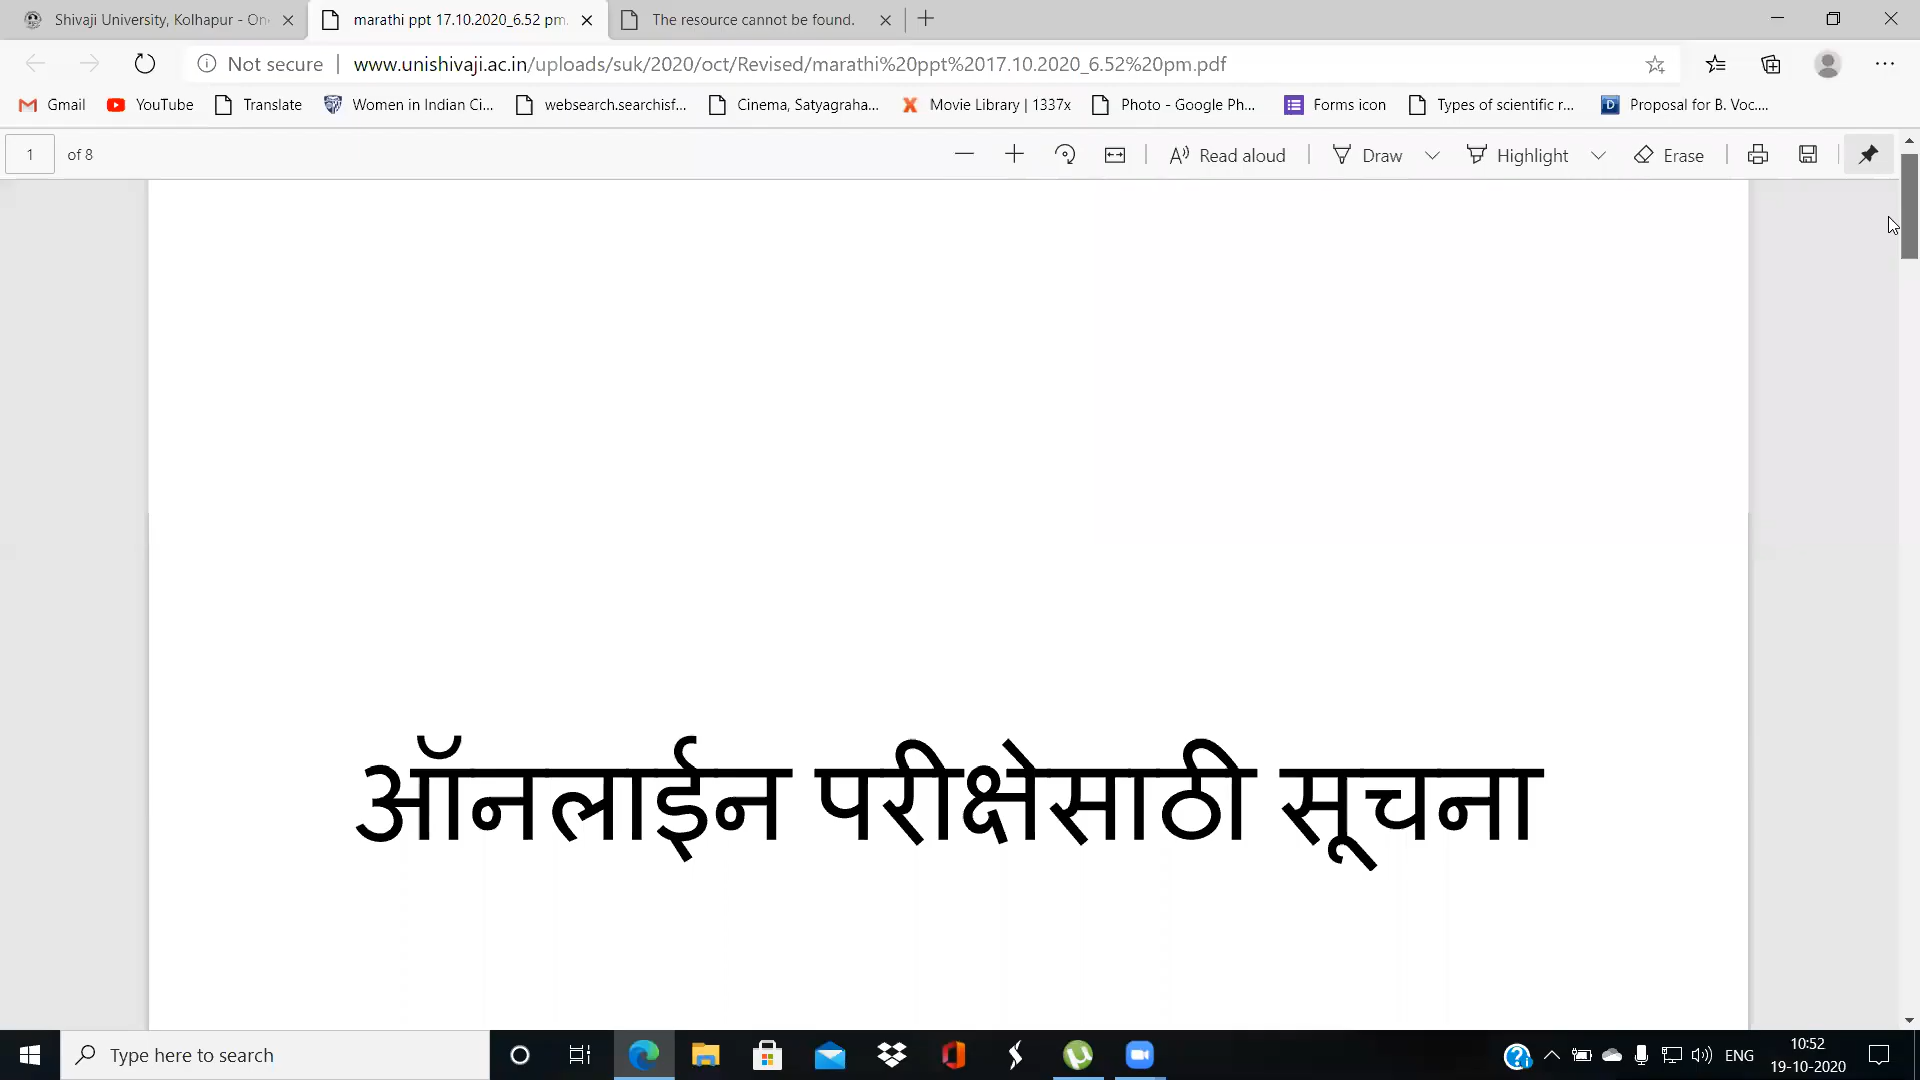 Shivaji University, Kolhapur - On
marathi ppt 17.10.2020_6.52 pm.
The resource cannot be found.
Not secure
www.unishivaji.ac.in/uploads/suk/2020/oct/Revised/marathi%20ppt%2017.10.2020_6.52%20pm.pdf
Gmail YouTube Translate Women in Indian Ci... websearch.searchisf... Cinema, Satyagraha... Movie Library | 1337x Photo - Google Ph... Forms icon Types of scientific r... Proposal for B. Voc....
1 of 8 Read aloud Draw Highlight Erase
ऑनलाईन परीक्षेसाठी सूचना
Type here to search
ENG
10:52
19-10-2020